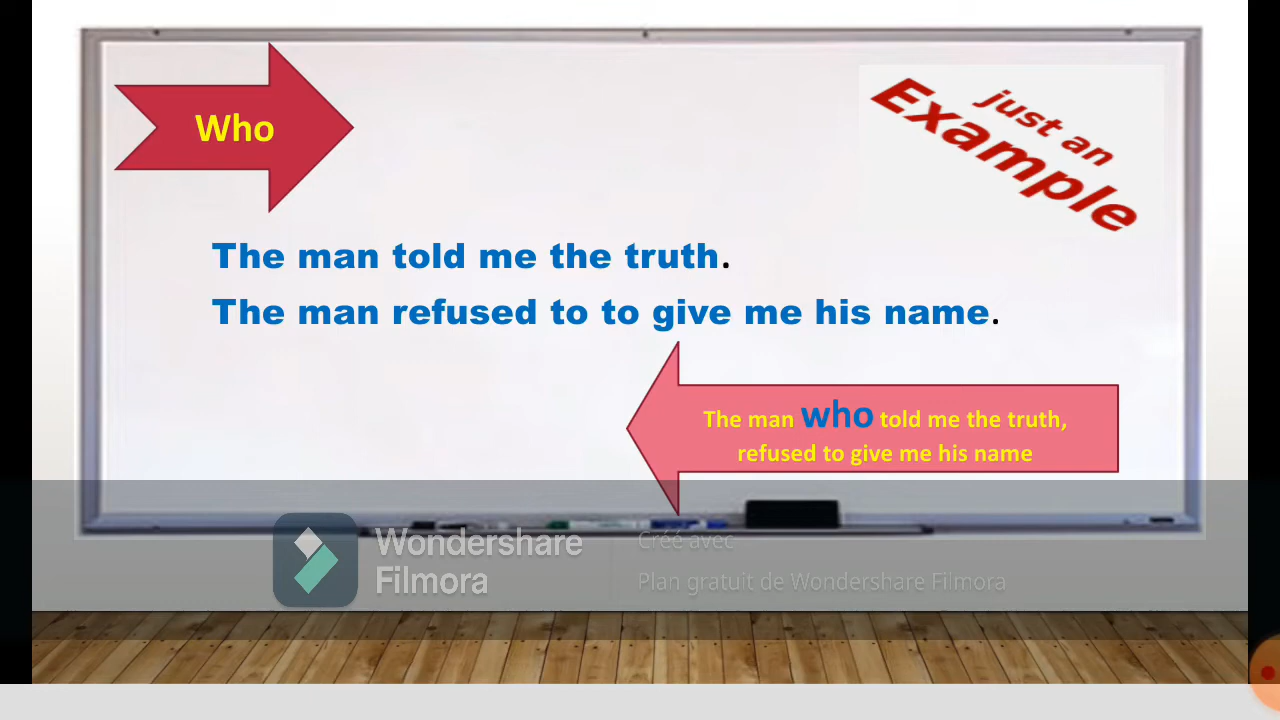 Who
just an
Example
The man told me the truth.
The man refused to to give me his name.
The man who told me the truth,
refused to give me his name
Wondershare
Filmora
Créé avec
Plan gratuit de Wondershare Filmora